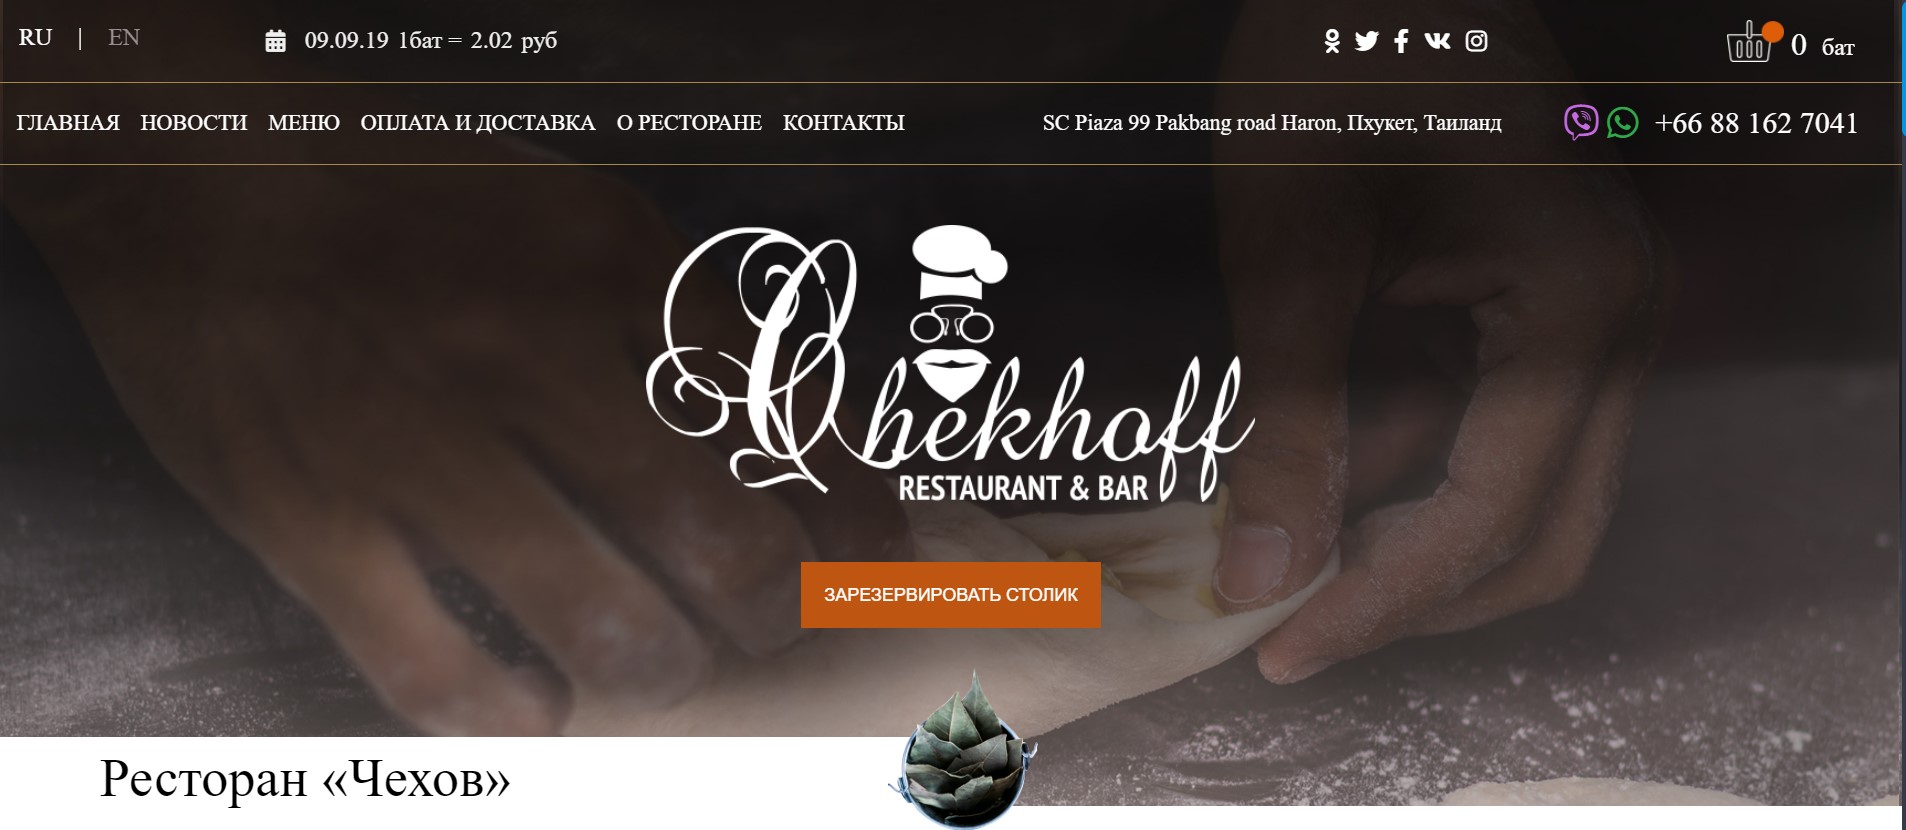 RU | EN
09.09.19 1бат = 2.02 руб
0 бат
ГЛАВНАЯ НОВОСТИ МЕНЮ ОПЛАТА И ДОСТАВКА О РЕСТОРАНЕ КОНТАКТЫ
SC Piaza 99 Pakbang road Haron, Пхукет, Таиланд
+66 88 162 7041
Chekhoff
RESTAURANT & BAR
ЗАРЕЗЕРВИРОВАТЬ СТОЛИК
Ресторан «Чехов»